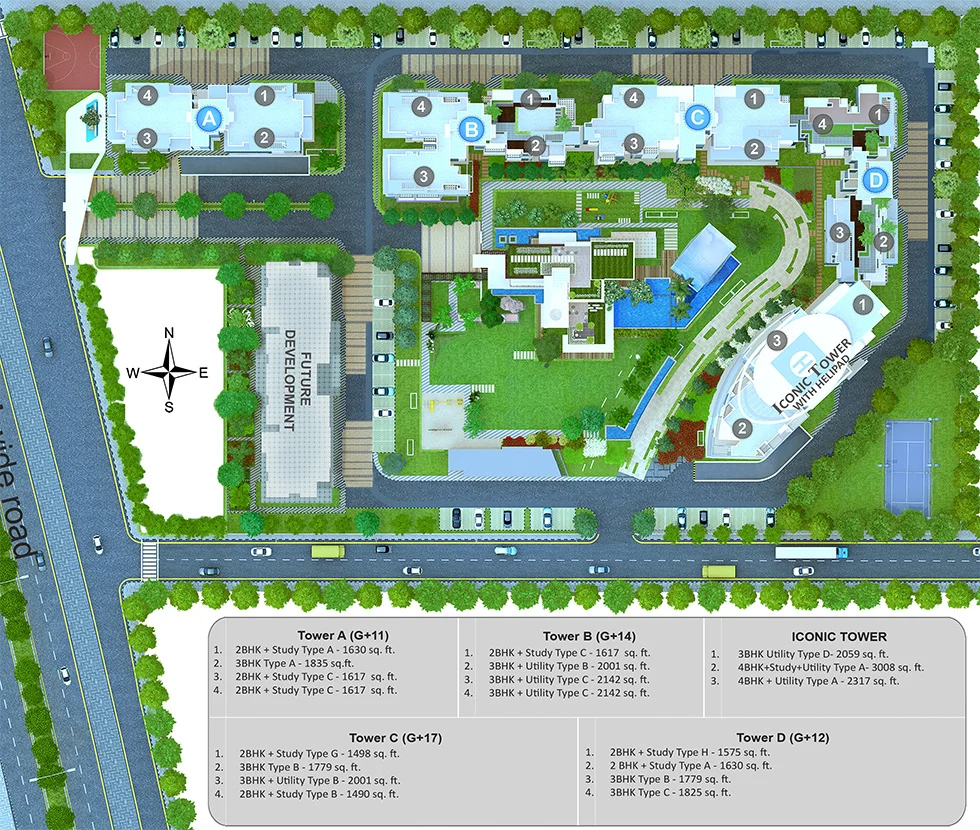 4
1
A
3
2
4
1
B
2
3
4
1
C
3
2
1
4
D
3
2
N
W E
S
FUTURE
DEVELOPMENT
1
3
H
ICONIC TOWER
WITH HELIPAD
2
wide road
Tower A (G+11)
1. 2BHK + Study Type A - 1630 sq. ft.
2. 3BHK Type A - 1835 sq.ft.
3. 2BHK + Study Type C - 1617 sq. ft.
4. 2BHK + Study Type C - 1617 sq. ft.
Tower B (G+14)
1. 2BHK + Study Type C - 1617 sq. ft.
2. 3BHK + Utility Type B - 2001 sq. ft.
3. 3BHK + Utility Type C - 2142 sq. ft.
4. 3BHK + Utility Type C - 2142 sq. ft.
ICONIC TOWER
1. 3BHK Utility Type D- 2059 sq. ft.
2. 4BHK+Study+Utility Type A- 3008 sq. ft.
3. 4BHK + Utility Type A - 2317 sq. ft.
Tower C (G+17)
1. 2BHK + Study Type G - 1498 sq. ft.
2. 3BHK Type B - 1779 sq. ft.
3. 3BHK + Utility Type B - 2001 sq. ft.
4. 2BHK + Study Type B - 1490 sq. ft.
Tower D (G+12)
1. 2BHK + Study Type H - 1575 sq. ft.
2. 2 BHK + Study Type A - 1630 sq. ft.
3. 3BHK Type B - 1779 sq. ft.
4. 3BHK Type C - 1825 sq. ft.